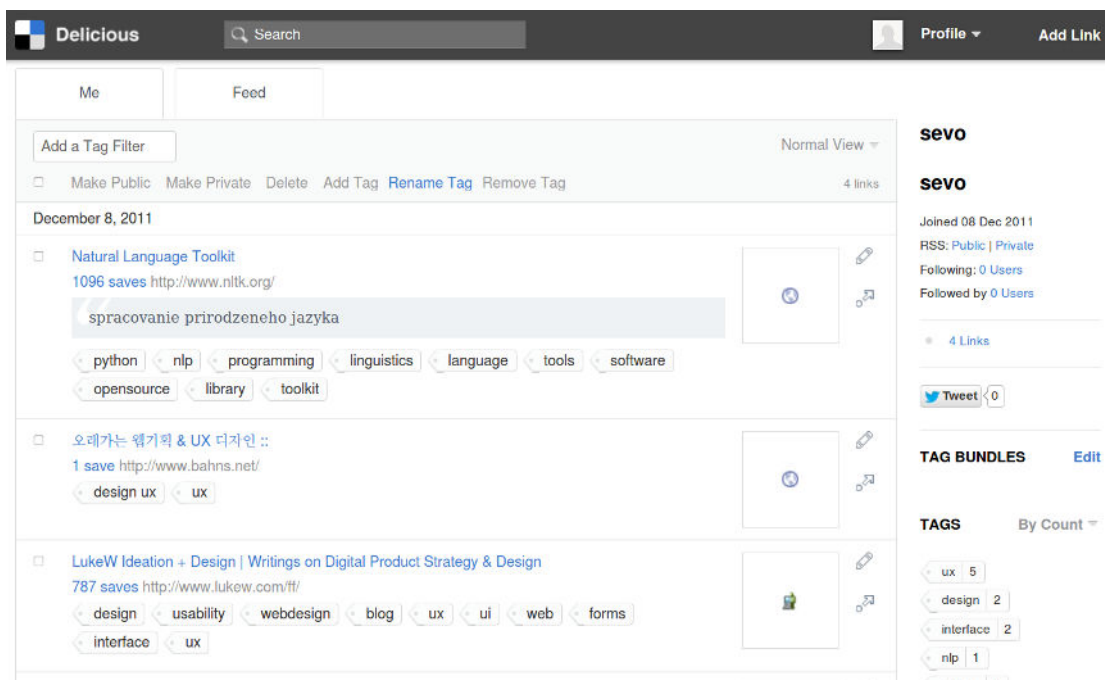 Delicious Search Profile Add Link
Me Feed
Add a Tag Filter Normal View
Make Public Make Private Delete Add Tag Rename Tag Remove Tag 4 links
December 8, 2011
Natural Language Toolkit
1096 saves http://www.nltk.org/
spracovanie prirodzeneho jazyka
python nlp programming linguistics language tools software
opensource library toolkit
오래가는 웹기획 & UX 디자인 ::
1 save http://www.bahns.net/
design ux ux
LukeW Ideation + Design | Writings on Digital Product Strategy & Design
787 saves http://www.lukew.com/ff/
design usability webdesign blog ux ui web forms
interface ux
sevo
sevo
Joined 08 Dec 2011
RSS: Public | Private
Following: 0 Users
Followed by 0 Users
4 Links
Tweet 0
TAG BUNDLES Edit
TAGS By Count
ux 5
design 2
interface 2
nlp 1